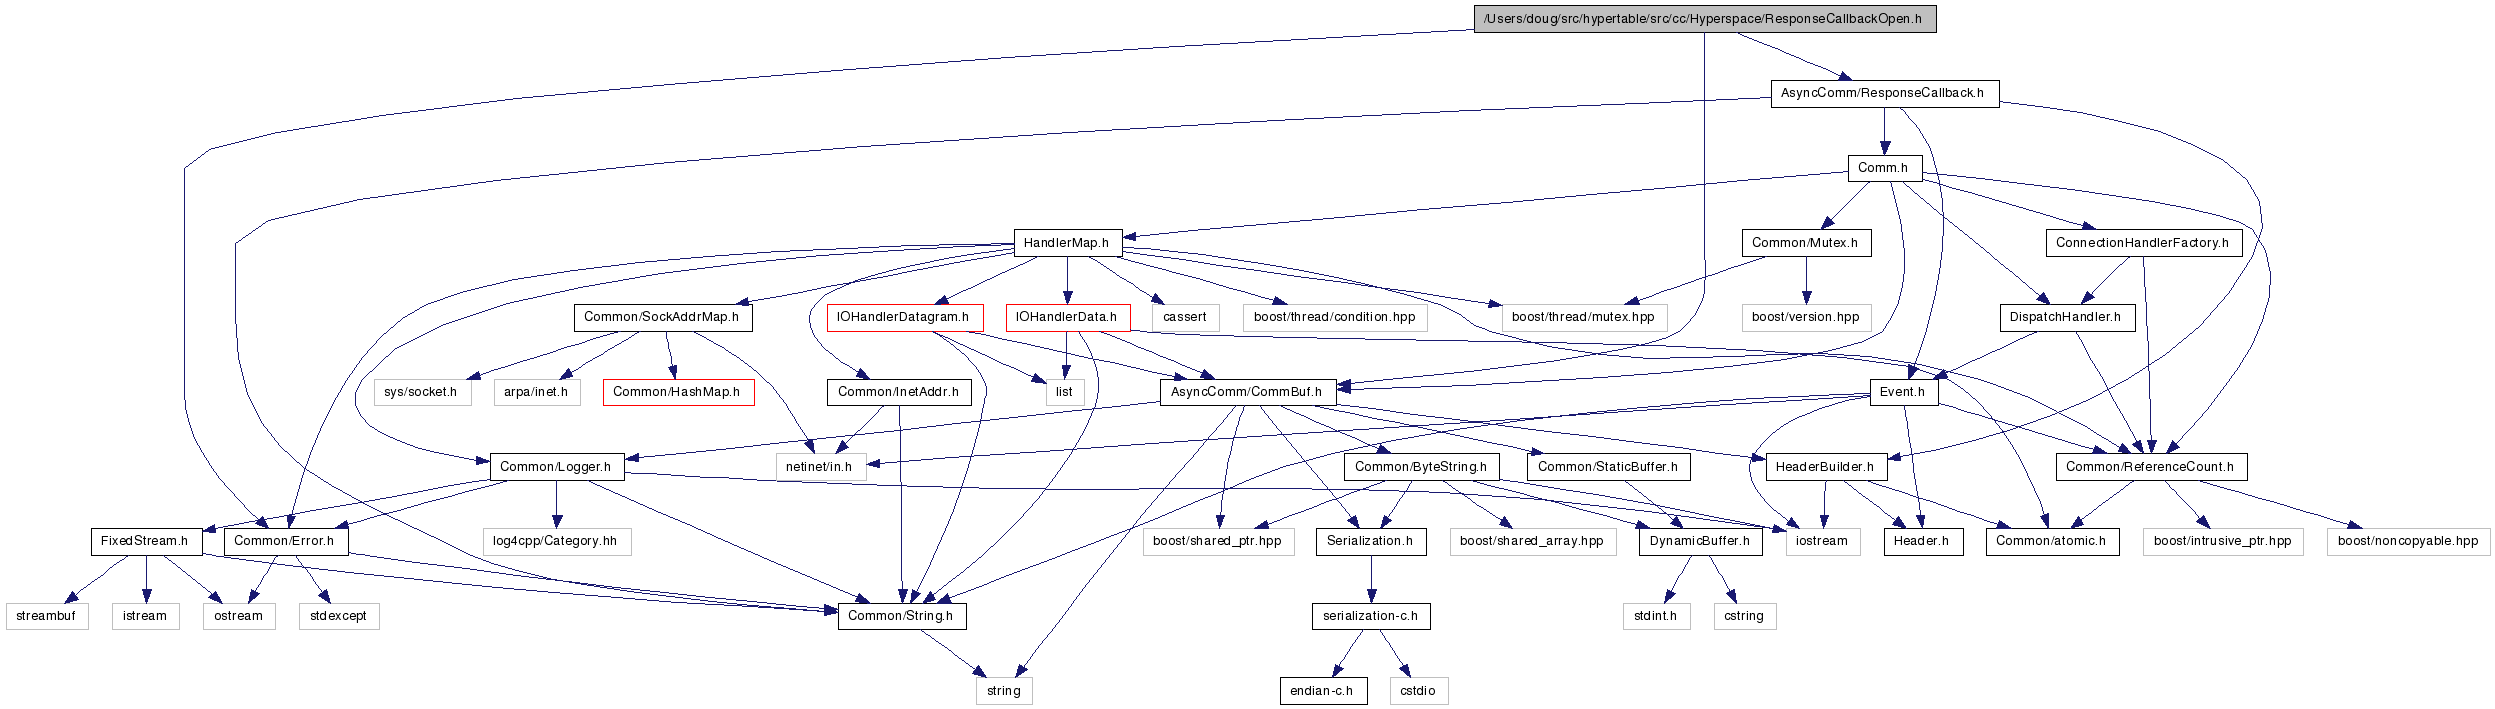 /Users/doug/src/hypertable/src/cc/Hyperspace/ResponseCallbackOpen.h
AsyncComm/ResponseCallback.h
Comm.h
HandlerMap.h
Common/Mutex.h
ConnectionHandlerFactory.h
Common/SockAddrMap.h
IOHandlerDatagram.h
IOHandlerData.h
cassert
boost/thread/condition.hpp
boost/thread/mutex.hpp
boost/version.hpp
DispatchHandler.h
sys/socket.h
arpa/inet.h
Common/HashMap.h
Common/InetAddr.h
list
AsyncComm/CommBuf.h
Event.h
Common/Logger.h
netinet/in.h
Common/ByteString.h
Common/StaticBuffer.h
HeaderBuilder.h
Common/ReferenceCount.h
FixedStream.h
Common/Error.h
log4cpp/Category.hh
boost/shared_ptr.hpp
Serialization.h
boost/shared_array.hpp
DynamicBuffer.h
iostream
Header.h
Common/atomic.h
boost/intrusive_ptr.hpp
boost/noncopyable.hpp
streambuf
istream
ostream
stdexcept
Common/String.h
serialization-c.h
stdint.h
cstring
string
endian-c.h
cstdio